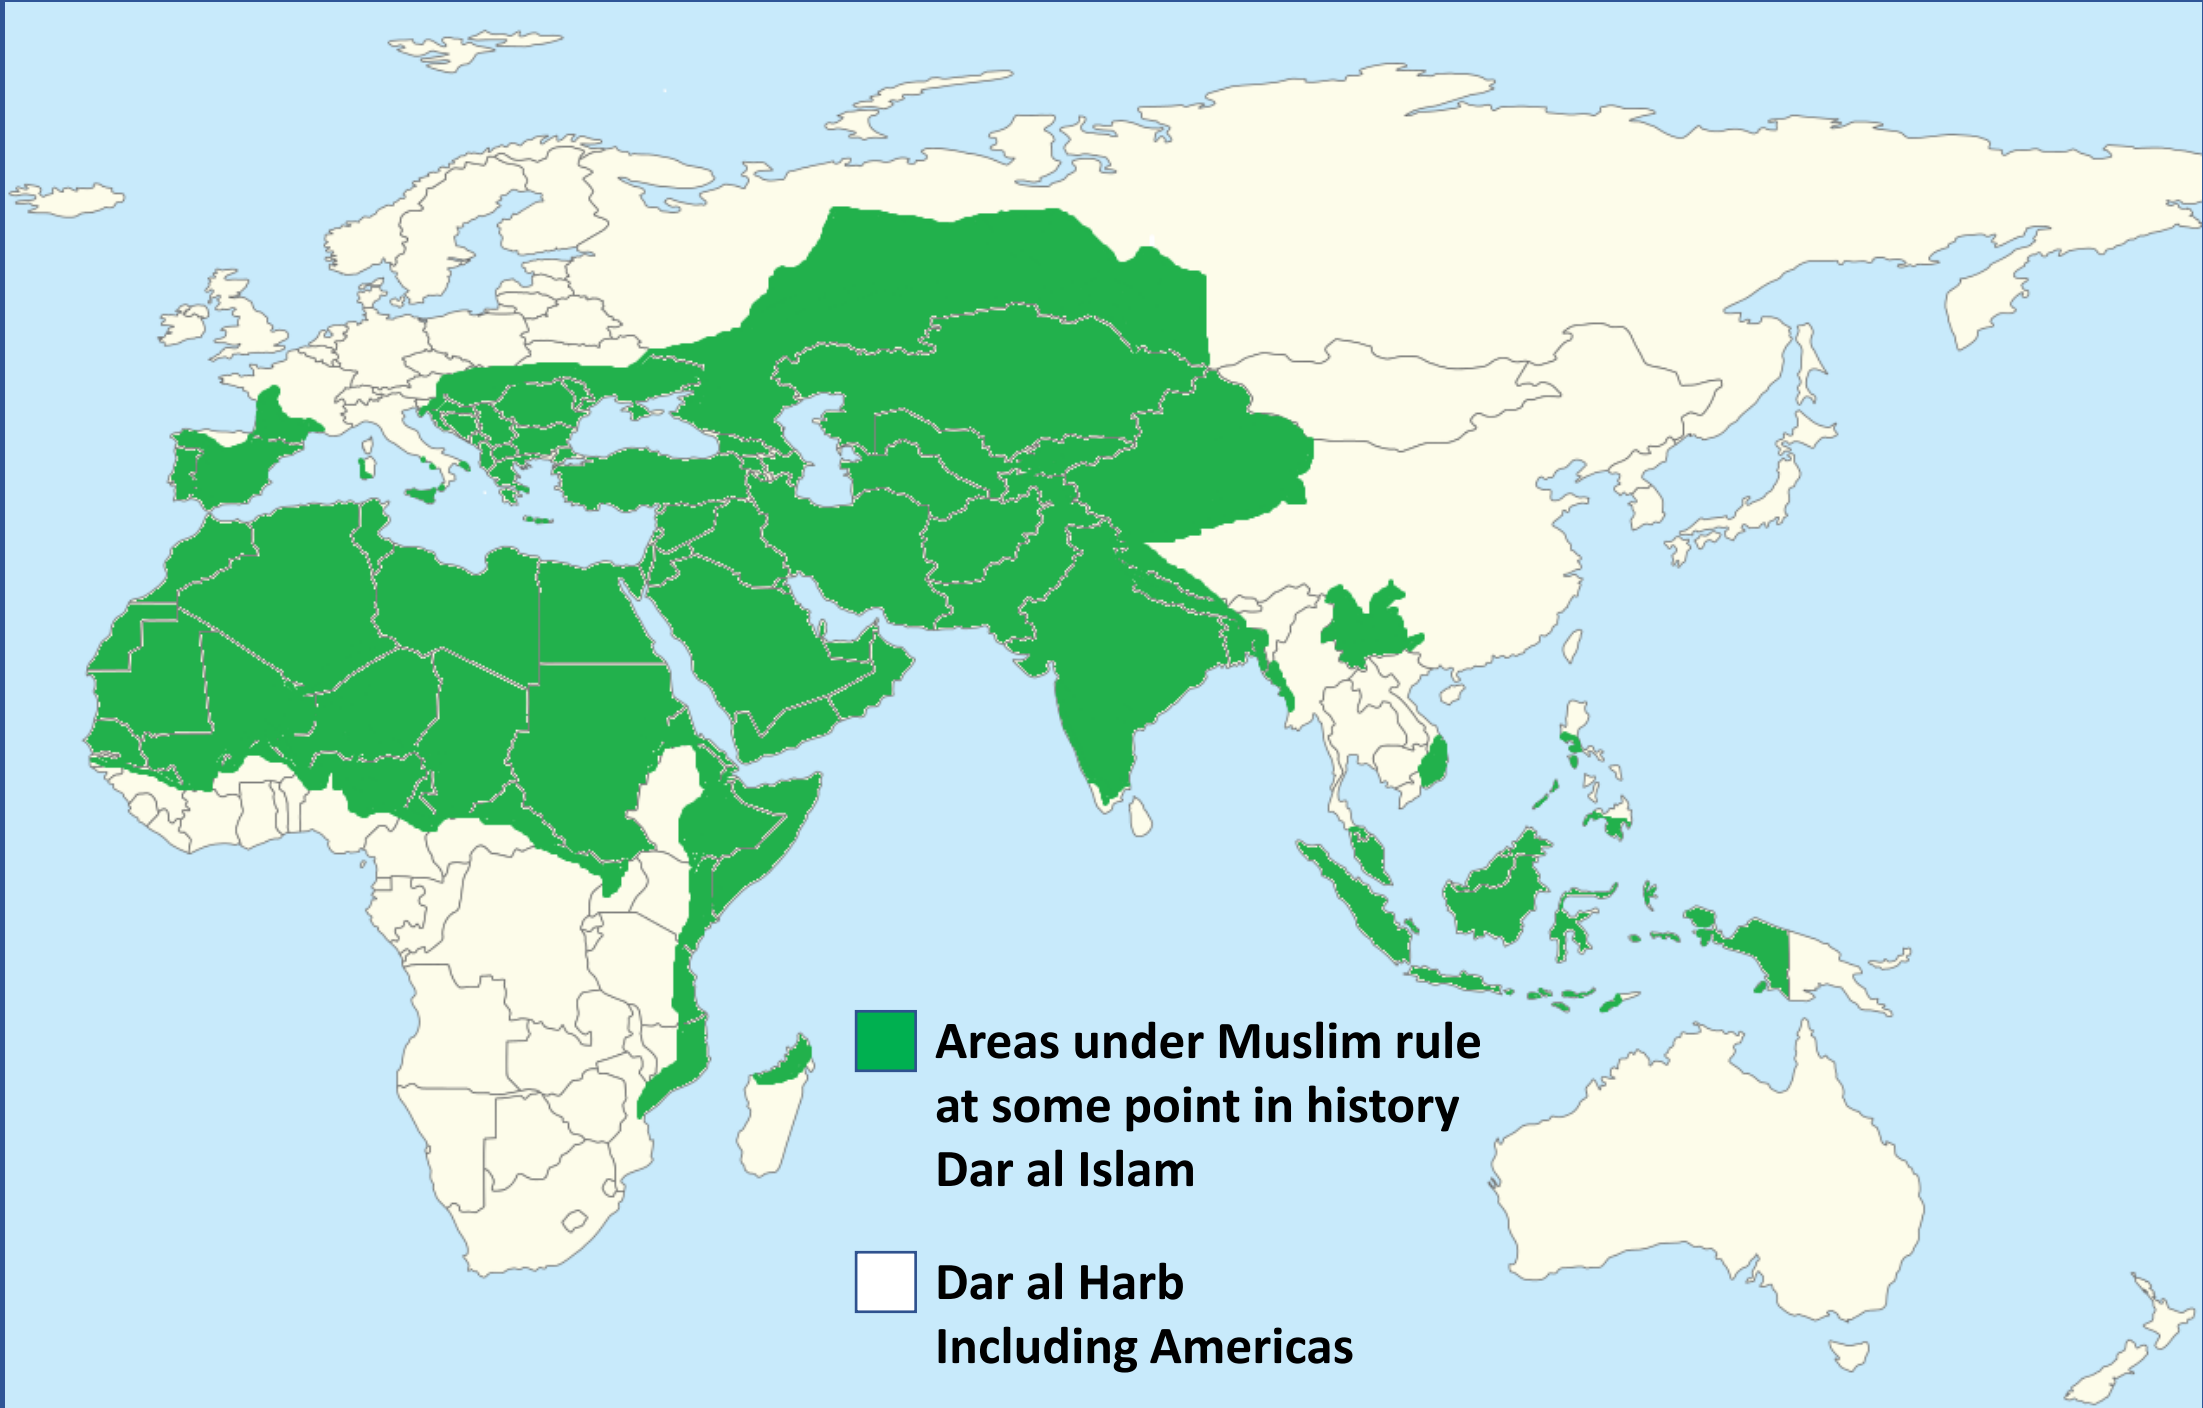 Areas under Muslim rule
at some point in history
Dar al Islam
Dar al Harb
Including Americas